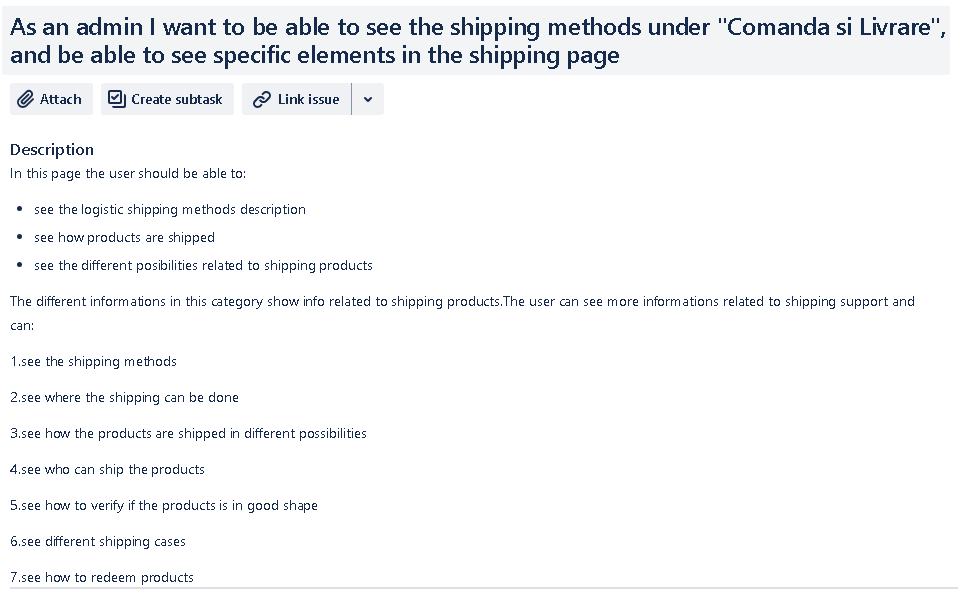 As an admin I want to be able to see the shipping methods under "Comanda si Livrare",
and be able to see specific elements in the shipping page
Attach
Create subtask
Link issue
Description
In this page the user should be able to:
• see the logistic shipping methods description
• see how products are shipped
• see the different posibilities related to shipping products
The different informations in this category show info related to shipping products.The user can see more informations related to shipping support and
can:
1.see the shipping methods
2.see where the shipping can be done
3.see how the products are shipped in different possibilities
4.see who can ship the products
5.see how to verify if the products is in good shape
6.see different shipping cases
7.see how to redeem products